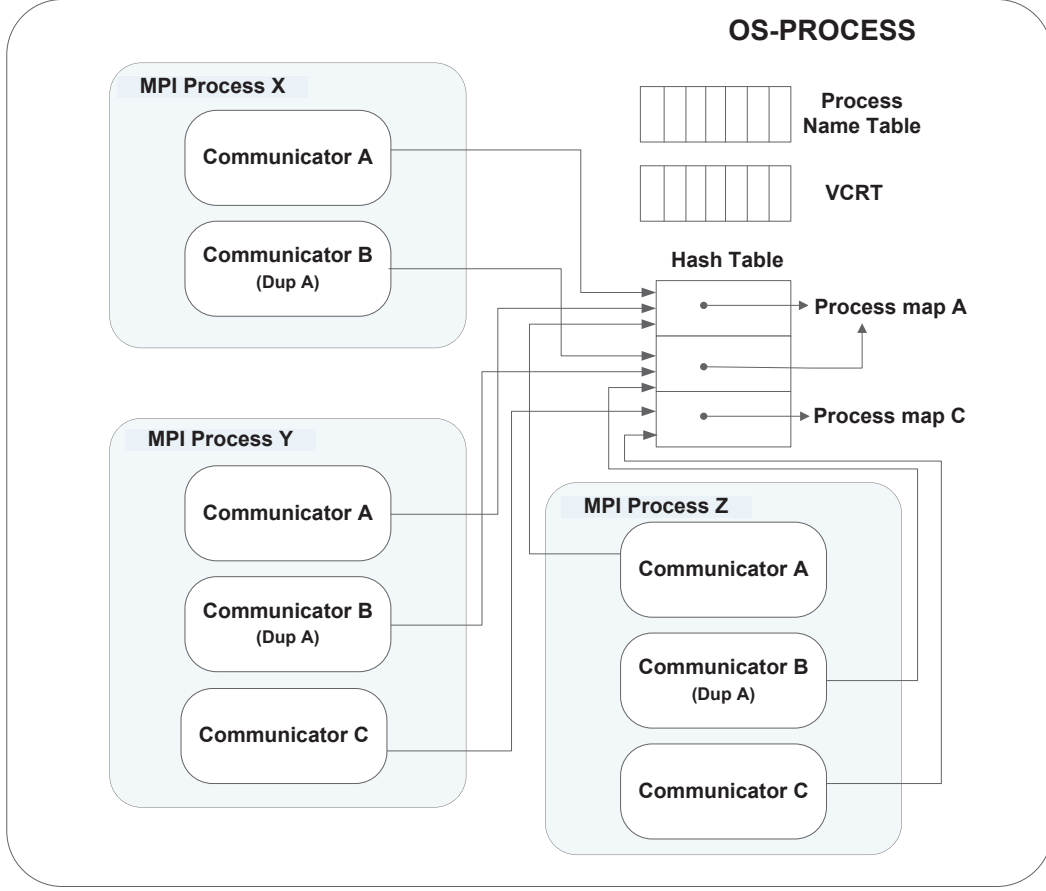 OS-PROCESS
MPI Process X
Communicator A
Communicator B
(Dup A)
Process
Name Table
VCRT
Hash Table
Process map A
Process map C
MPI Process Y
Communicator A
Communicator B
(Dup A)
Communicator C
MPI Process Z
Communicator A
Communicator B
(Dup A)
Communicator C